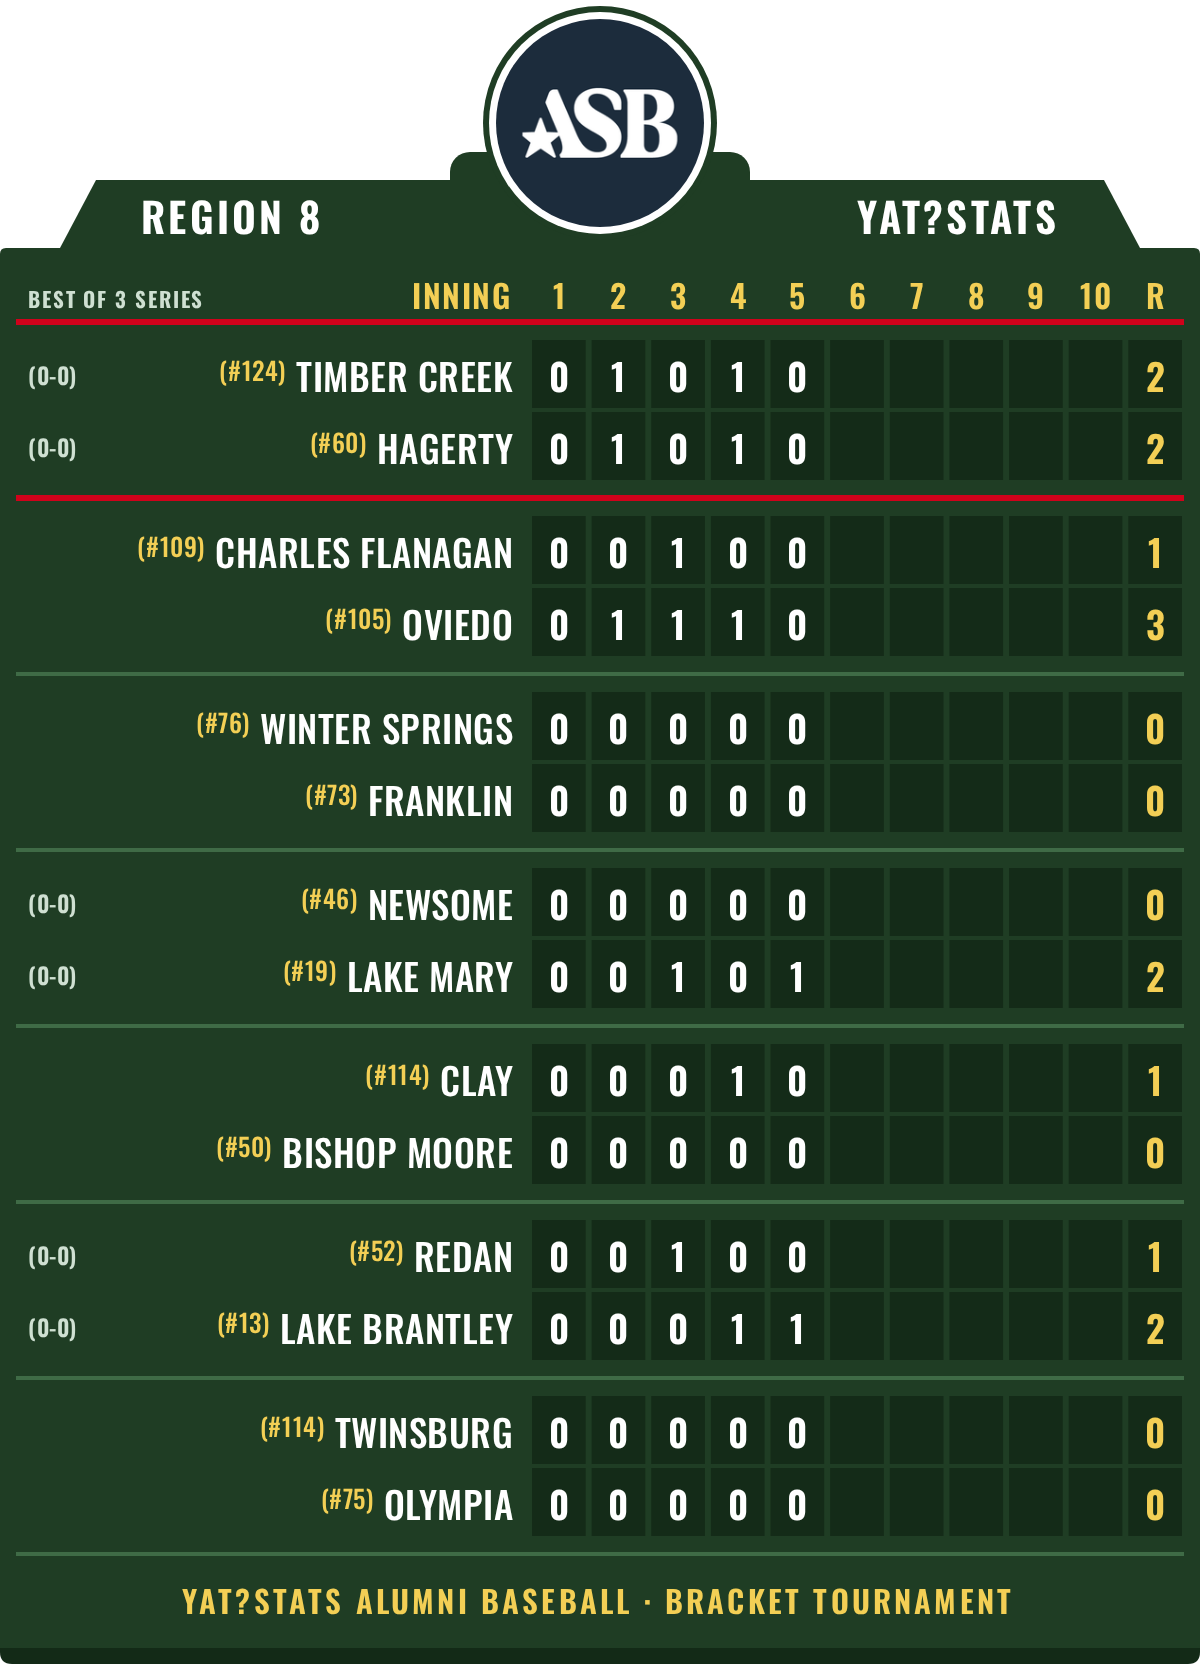 ASB
REGION 8 YAT?STATS
BEST OF 3 SERIES INNING 1 2 3 4 5 6 7 8 9 10 R
(0-0) (#124) TIMBER CREEK 0 1 0 1 0 2
(0-0) (#60) HAGERTY 0 1 0 1 0 2
(#109) CHARLES FLANAGAN 0 0 1 0 0 1
(#105) OVIEDO 0 1 1 1 0 3
(#76) WINTER SPRINGS 0 0 0 0 0 0
(#73) FRANKLIN 0 0 0 0 0 0
(0-0) (#46) NEWSOME 0 0 0 0 0 0
(0-0) (#19) LAKE MARY 0 0 1 0 1 2
(#114) CLAY 0 0 0 1 0 1
(#50) BISHOP MOORE 0 0 0 0 0 0
(0-0) (#52) REDAN 0 0 1 0 0 1
(0-0) (#13) LAKE BRANTLEY 0 0 0 1 1 2
(#114) TWINSBURG 0 0 0 0 0 0
(#75) OLYMPIA 0 0 0 0 0 0
YAT?STATS ALUMNI BASEBALL · BRACKET TOURNAMENT